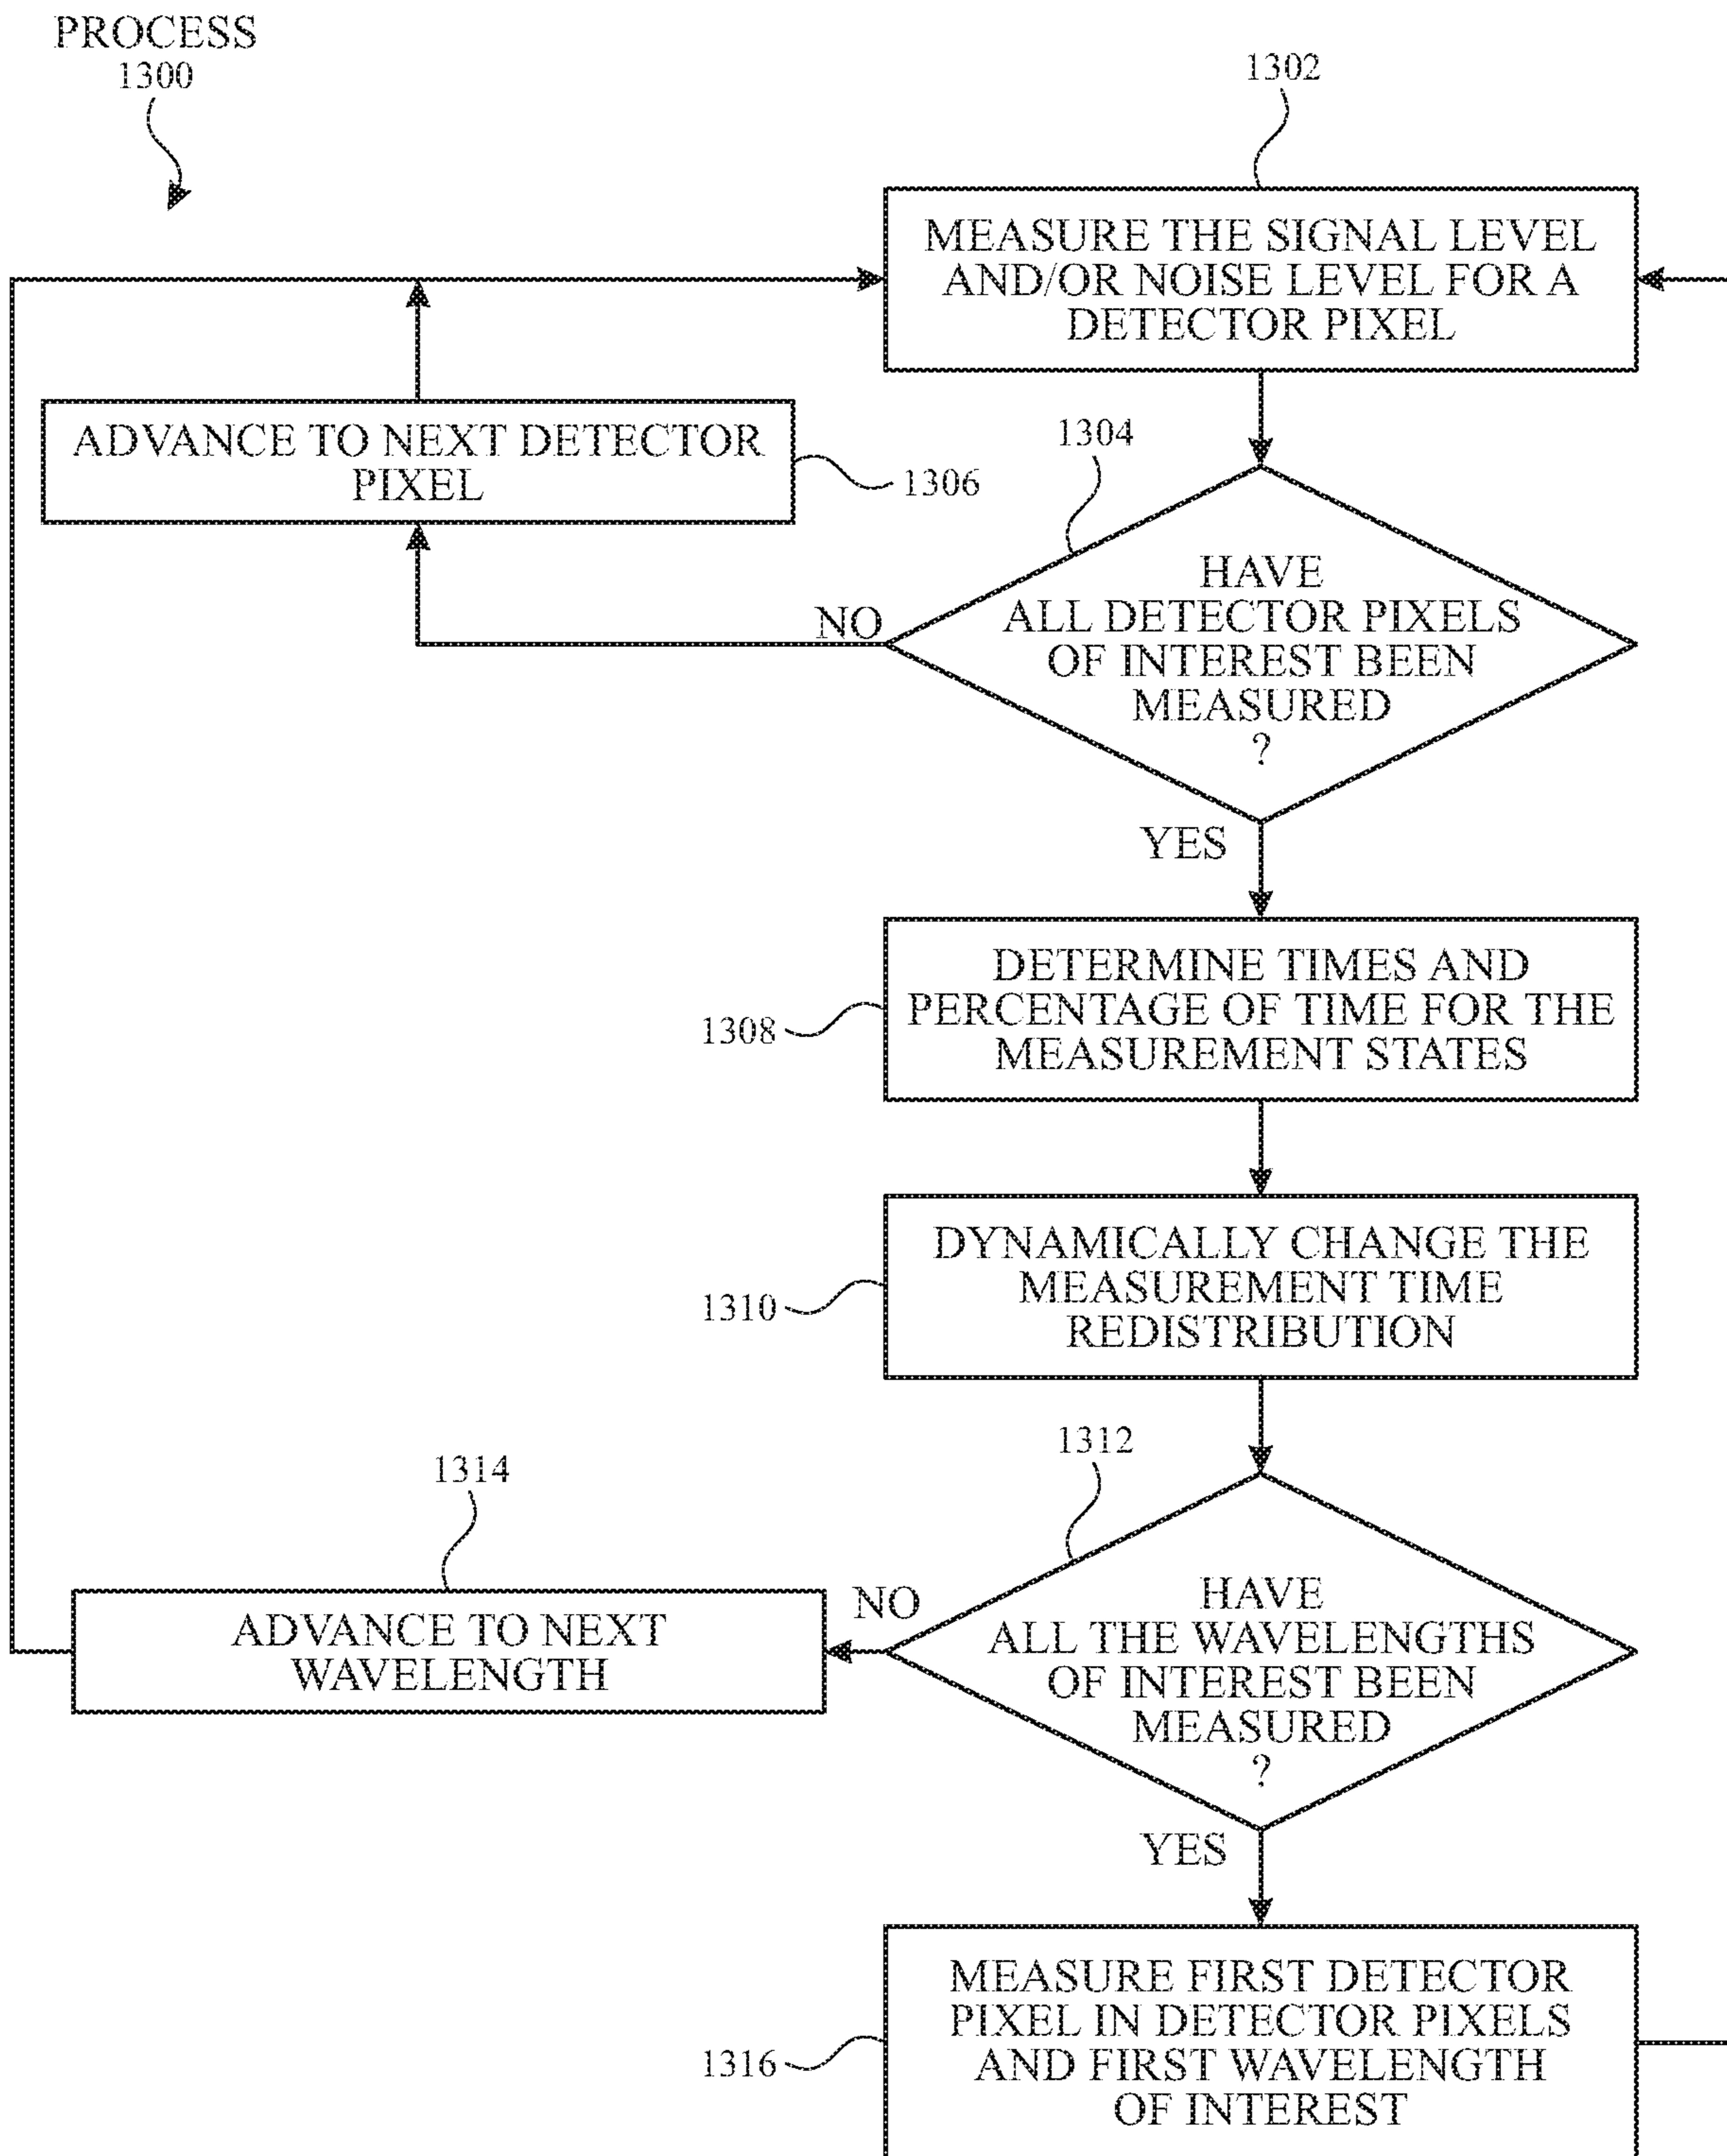 PROCESS
1300
1302
MEASURE THE SIGNAL LEVEL
AND/OR NOISE LEVEL FOR A
DETECTOR PIXEL
ADVANCE TO NEXT DETECTOR
PIXEL
1306
1304
HAVE
ALL DETECTOR PIXELS
OF INTEREST BEEN
MEASURED
?
NO
YES
DETERMINE TIMES AND
PERCENTAGE OF TIME FOR THE
MEASUREMENT STATES
1308
DYNAMICALLY CHANGE THE
MEASUREMENT TIME
REDISTRIBUTION
1310
1312
HAVE
ALL THE WAVELENGTHS
OF INTEREST BEEN
MEASURED
?
NO
1314
ADVANCE TO NEXT
WAVELENGTH
YES
MEASURE FIRST DETECTOR
PIXEL IN DETECTOR PIXELS
AND FIRST WAVELENGTH
OF INTEREST
1316